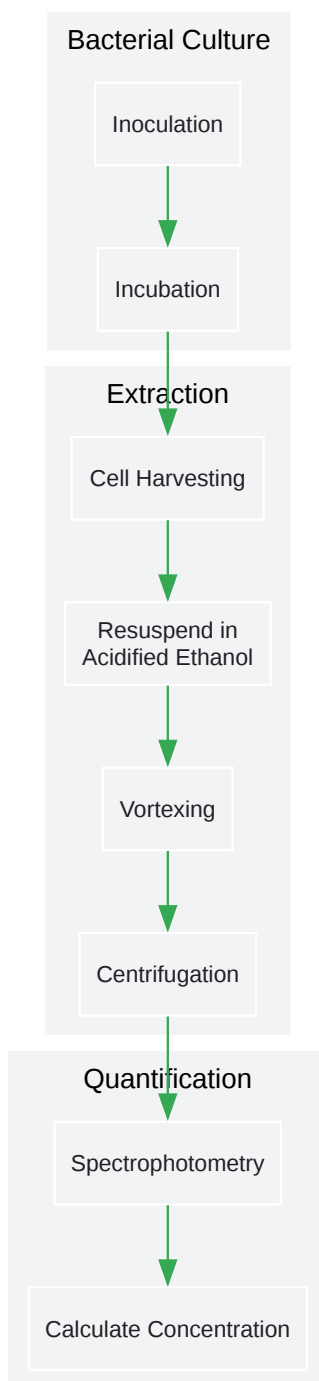 Bacterial Culture
Inoculation
Incubation
Extraction
Cell Harvesting
Resuspend in
Acidified Ethanol
Vortexing
Centrifugation
Quantification
Spectrophotometry
Calculate Concentration